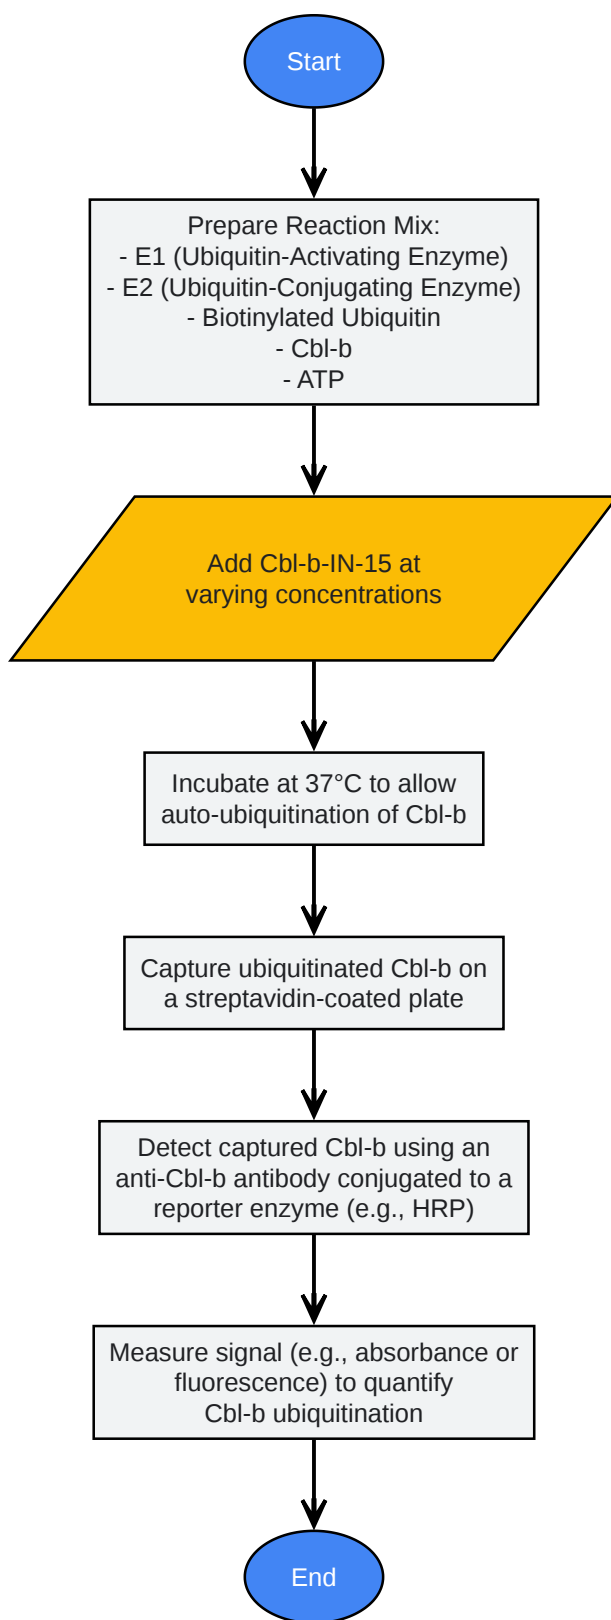 Start
Prepare Reaction Mix:
- E1 (Ubiquitin-Activating Enzyme)
- E2 (Ubiquitin-Conjugating Enzyme)
- Biotinylated Ubiquitin
- Cbl-b
- ATP
Add Cbl-b-IN-15 at
varying concentrations
Incubate at 37°C to allow
auto-ubiquitination of Cbl-b
Capture ubiquitinated Cbl-b on
a streptavidin-coated plate
Detect captured Cbl-b using an
anti-Cbl-b antibody conjugated to a
reporter enzyme (e.g., HRP)
Measure signal (e.g., absorbance or
fluorescence) to quantify
Cbl-b ubiquitination
End